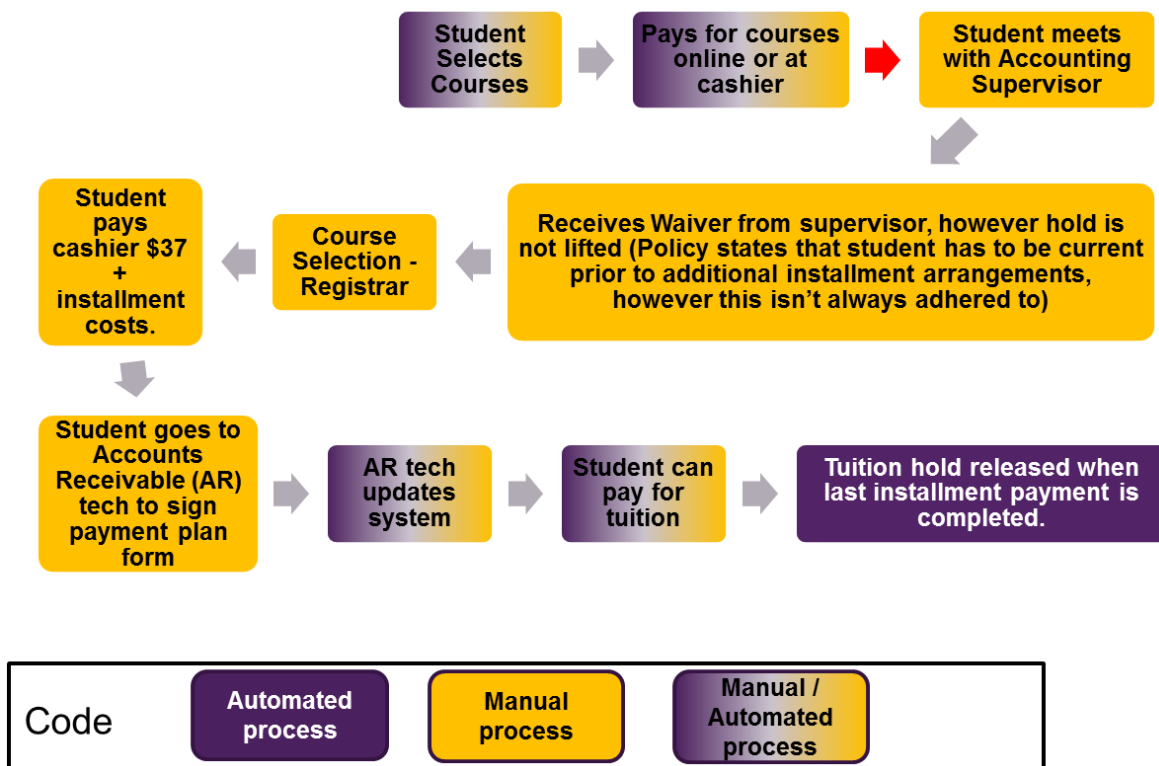 Student
Selects
Courses
Pays for courses
online or at
cashier
Student meets
with Accounting
Supervisor
Receives Waiver from supervisor, however hold is
not lifted (Policy states that student has to be current
prior to additional installment arrangements,
however this isn’t always adhered to)
Course
Selection -
Registrar
Student
pays
cashier $37
+
installment
costs.
Student goes to
Accounts
Receivable (AR)
tech to sign
payment plan
form
AR tech
updates
system
Student can
pay for
tuition
Tuition hold released when
last installment payment is
completed.
Code
Automated
process
Manual
process
Manual /
Automated
process